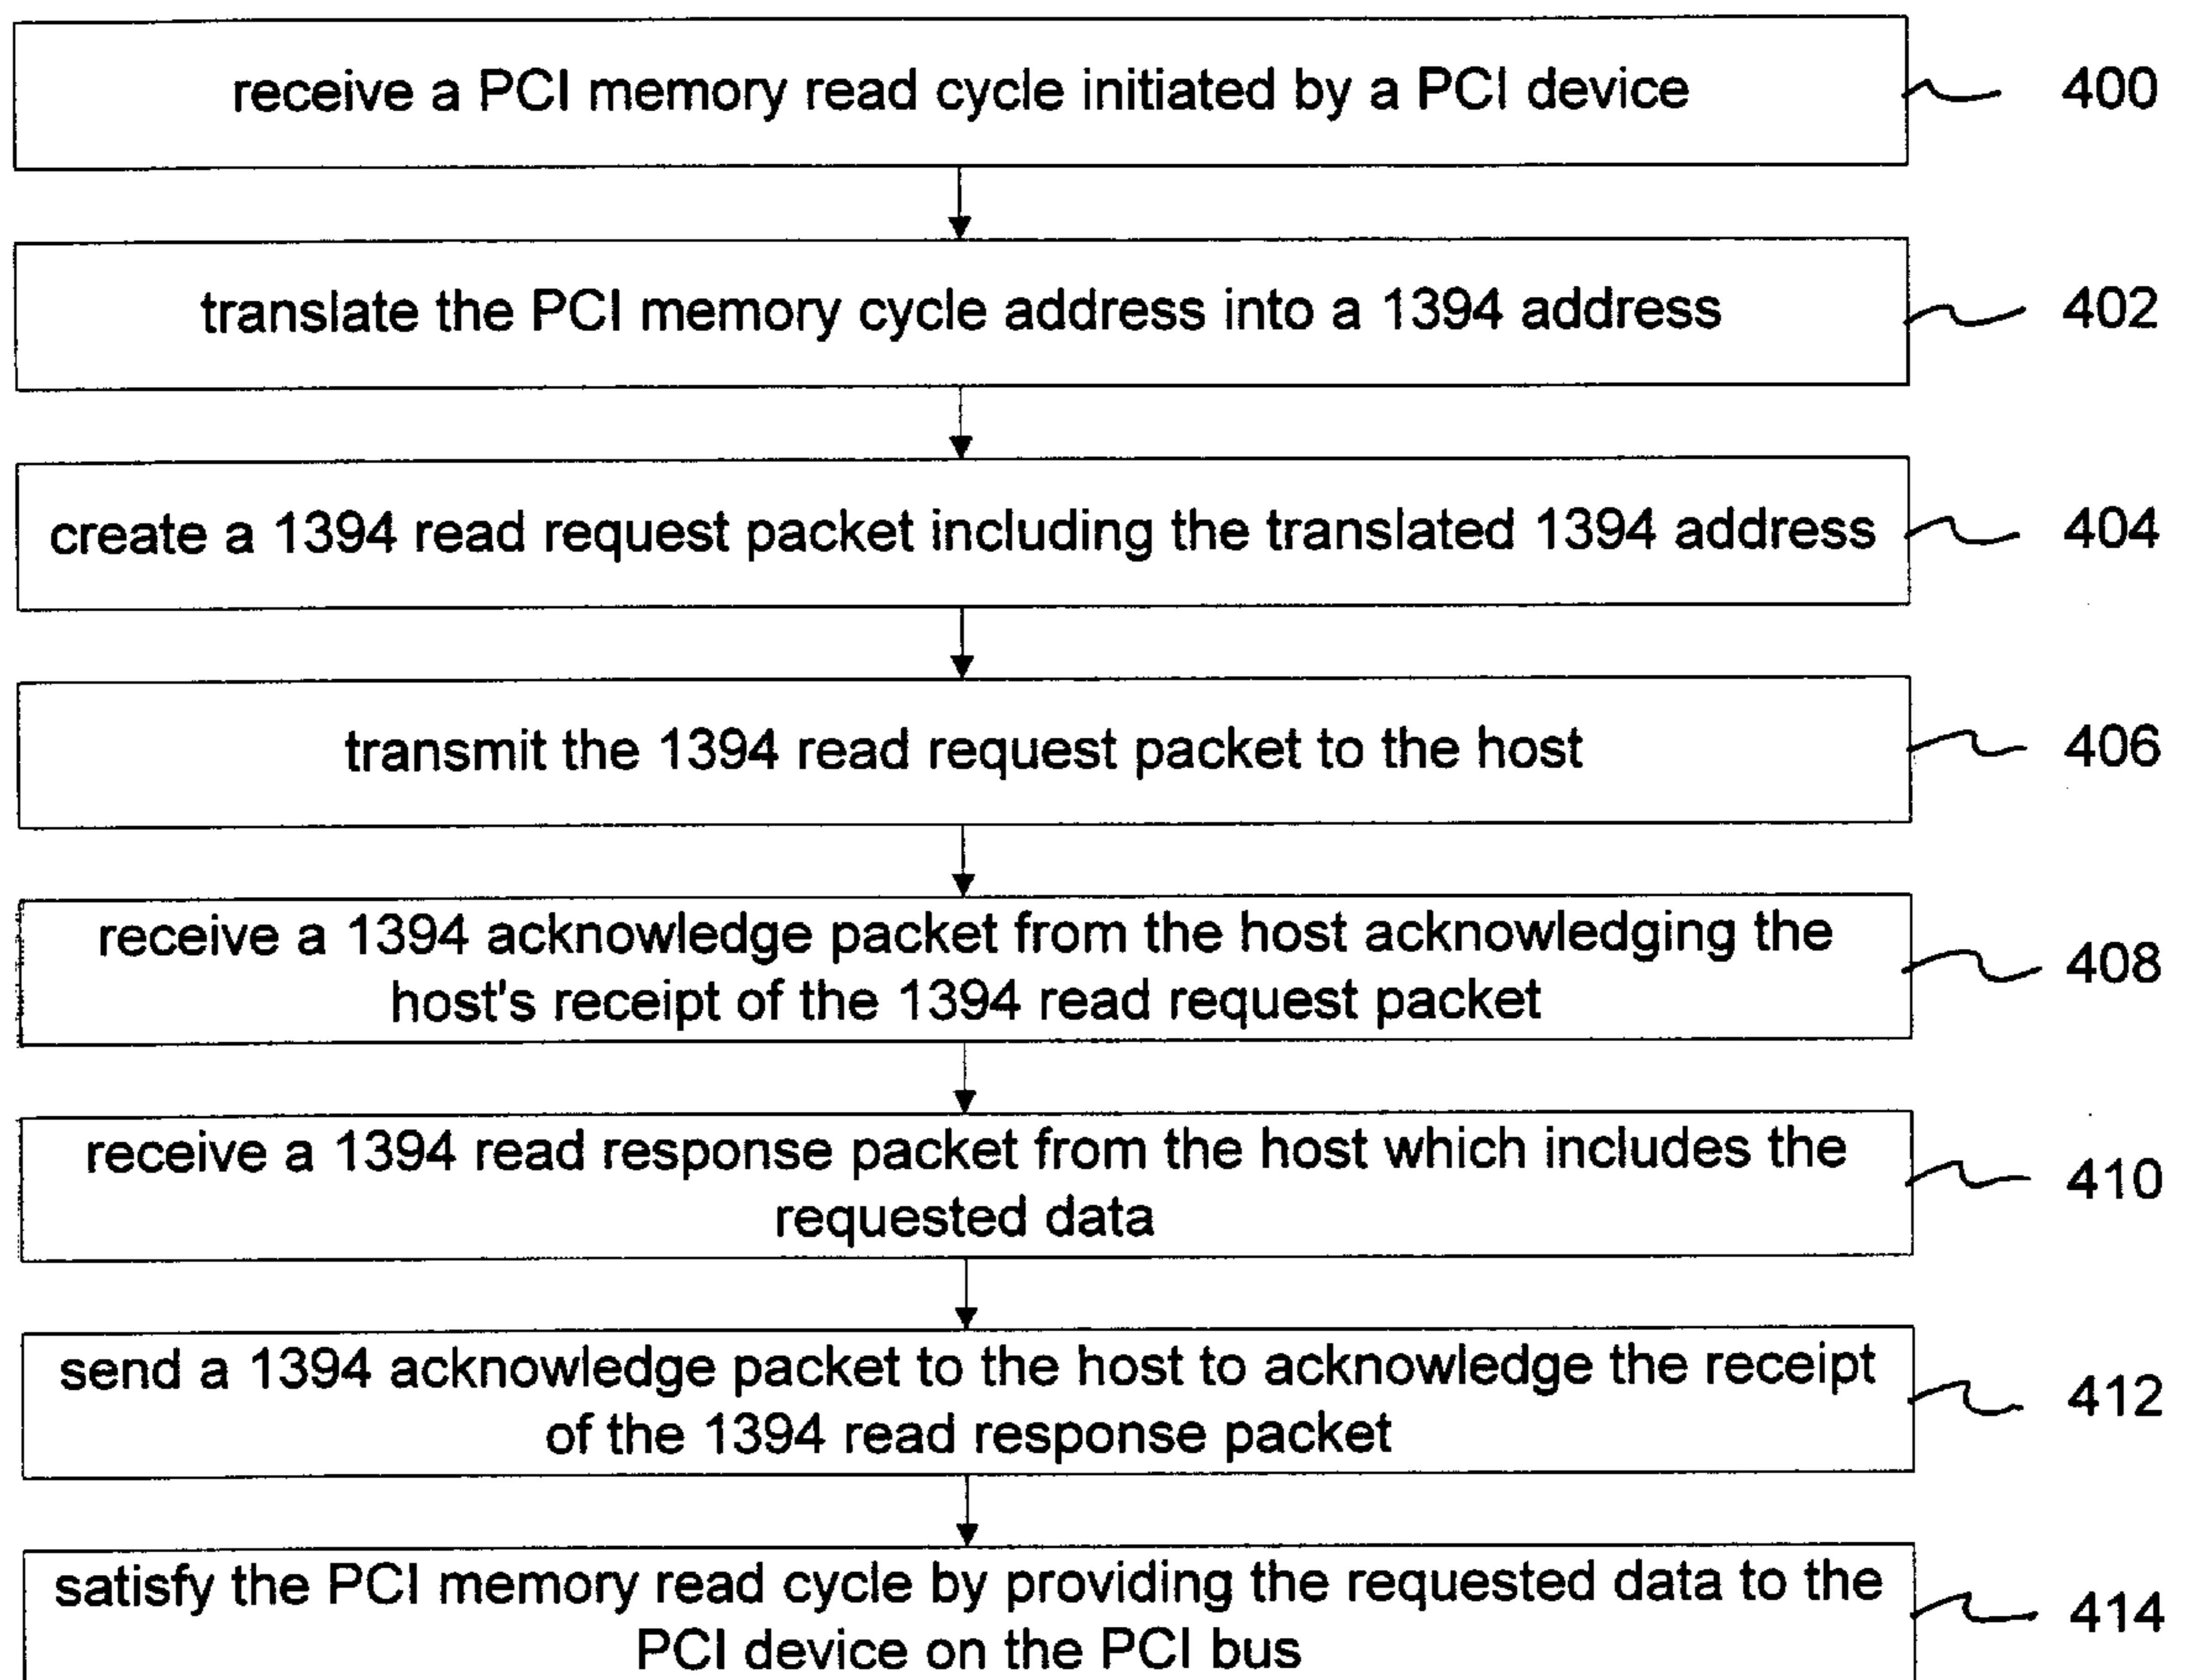 receive a PCI memory read cycle initiated by a PCI device
400
translate the PCI memory cycle address into a 1394 address
402
create a 1394 read request packet including the translated 1394 address
404
transmit the 1394 read request packet to the host
406
receive a 1394 acknowledge packet from the host acknowledging the
host's receipt of the 1394 read request packet
408
receive a 1394 read response packet from the host which includes the
requested data
410
send a 1394 acknowledge packet to the host to acknowledge the receipt
of the 1394 read response packet
412
satisfy the PCI memory read cycle by providing the requested data to the
PCI device on the PCI bus
414